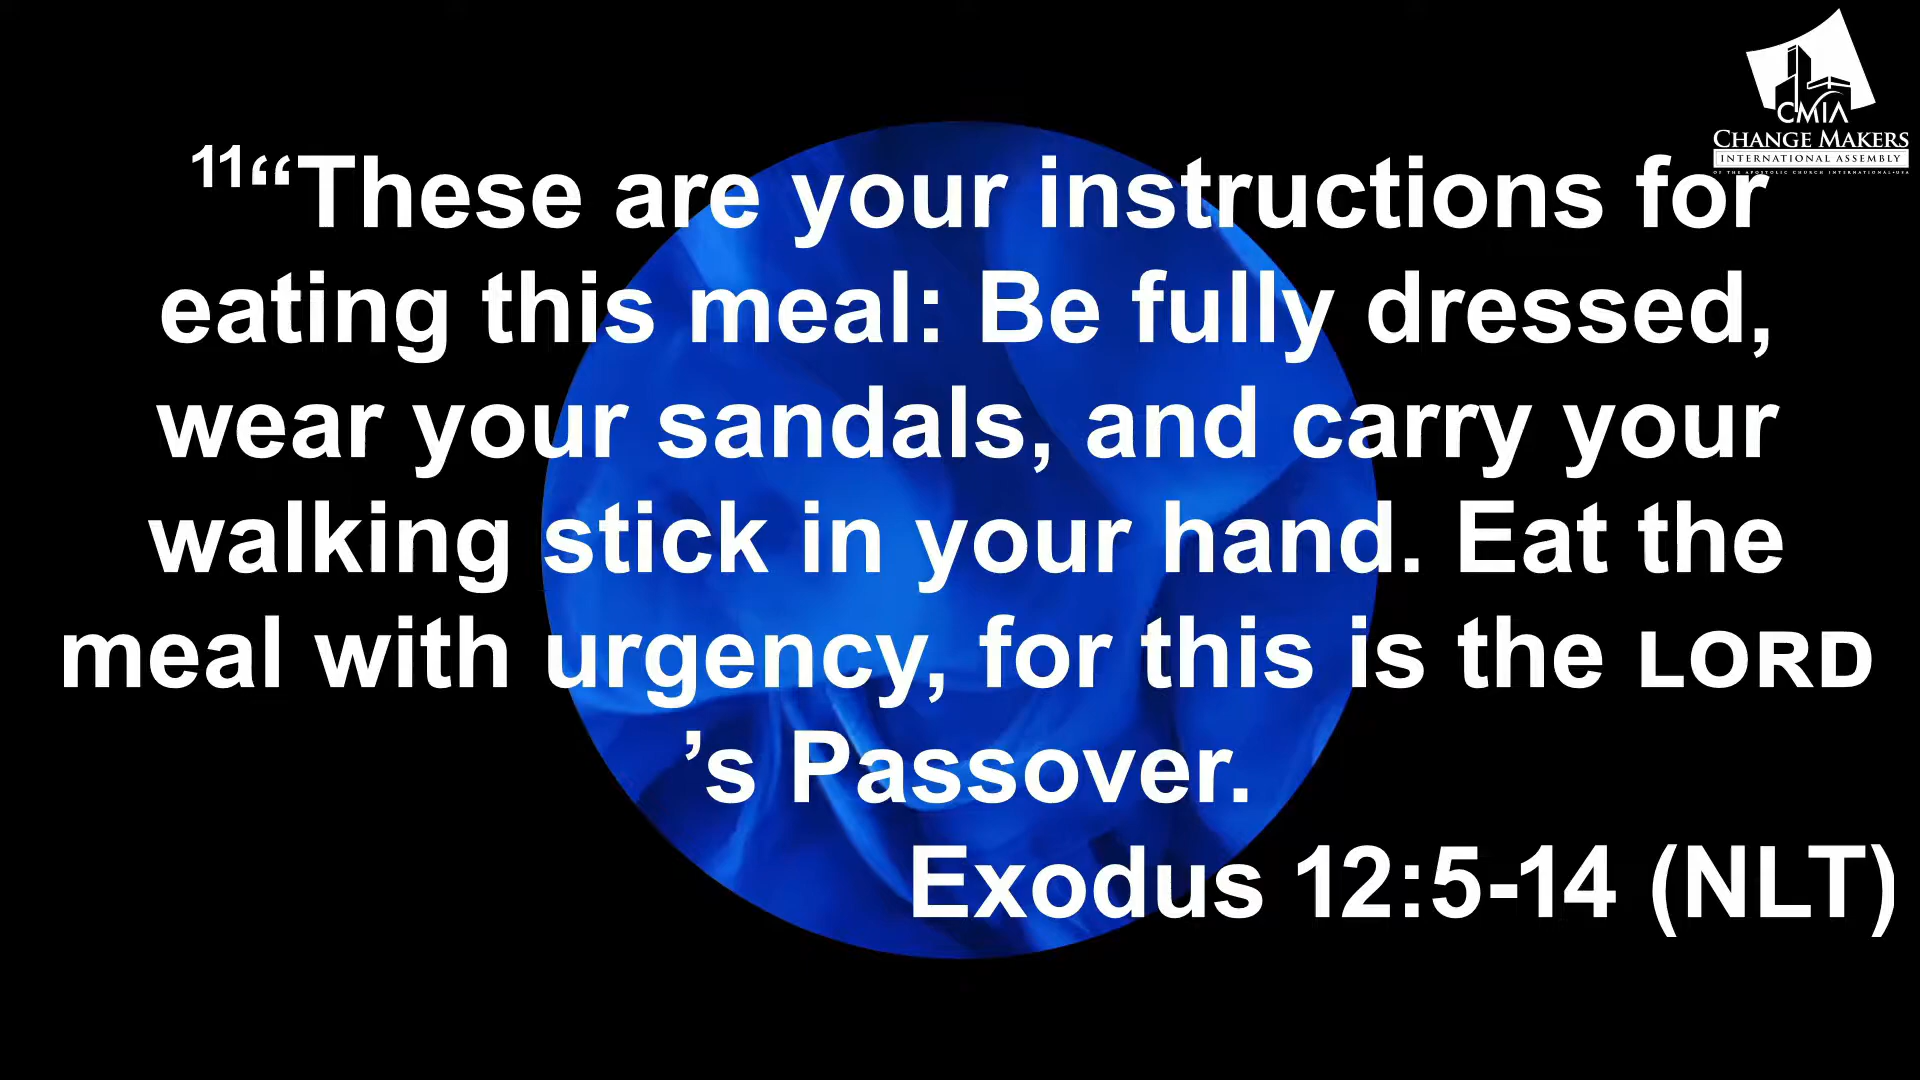 CMIA
CHANGE MAKERS
INTERNATIONAL ASSEMBLY
OF THE APOSTOLIC CHURCH INTERNATIONAL•USA
11“These are your instructions for
eating this meal: Be fully dressed,
wear your sandals, and carry your
walking stick in your hand. Eat the
meal with urgency, for this is the LORD
’s Passover.
Exodus 12:5-14 (NLT)